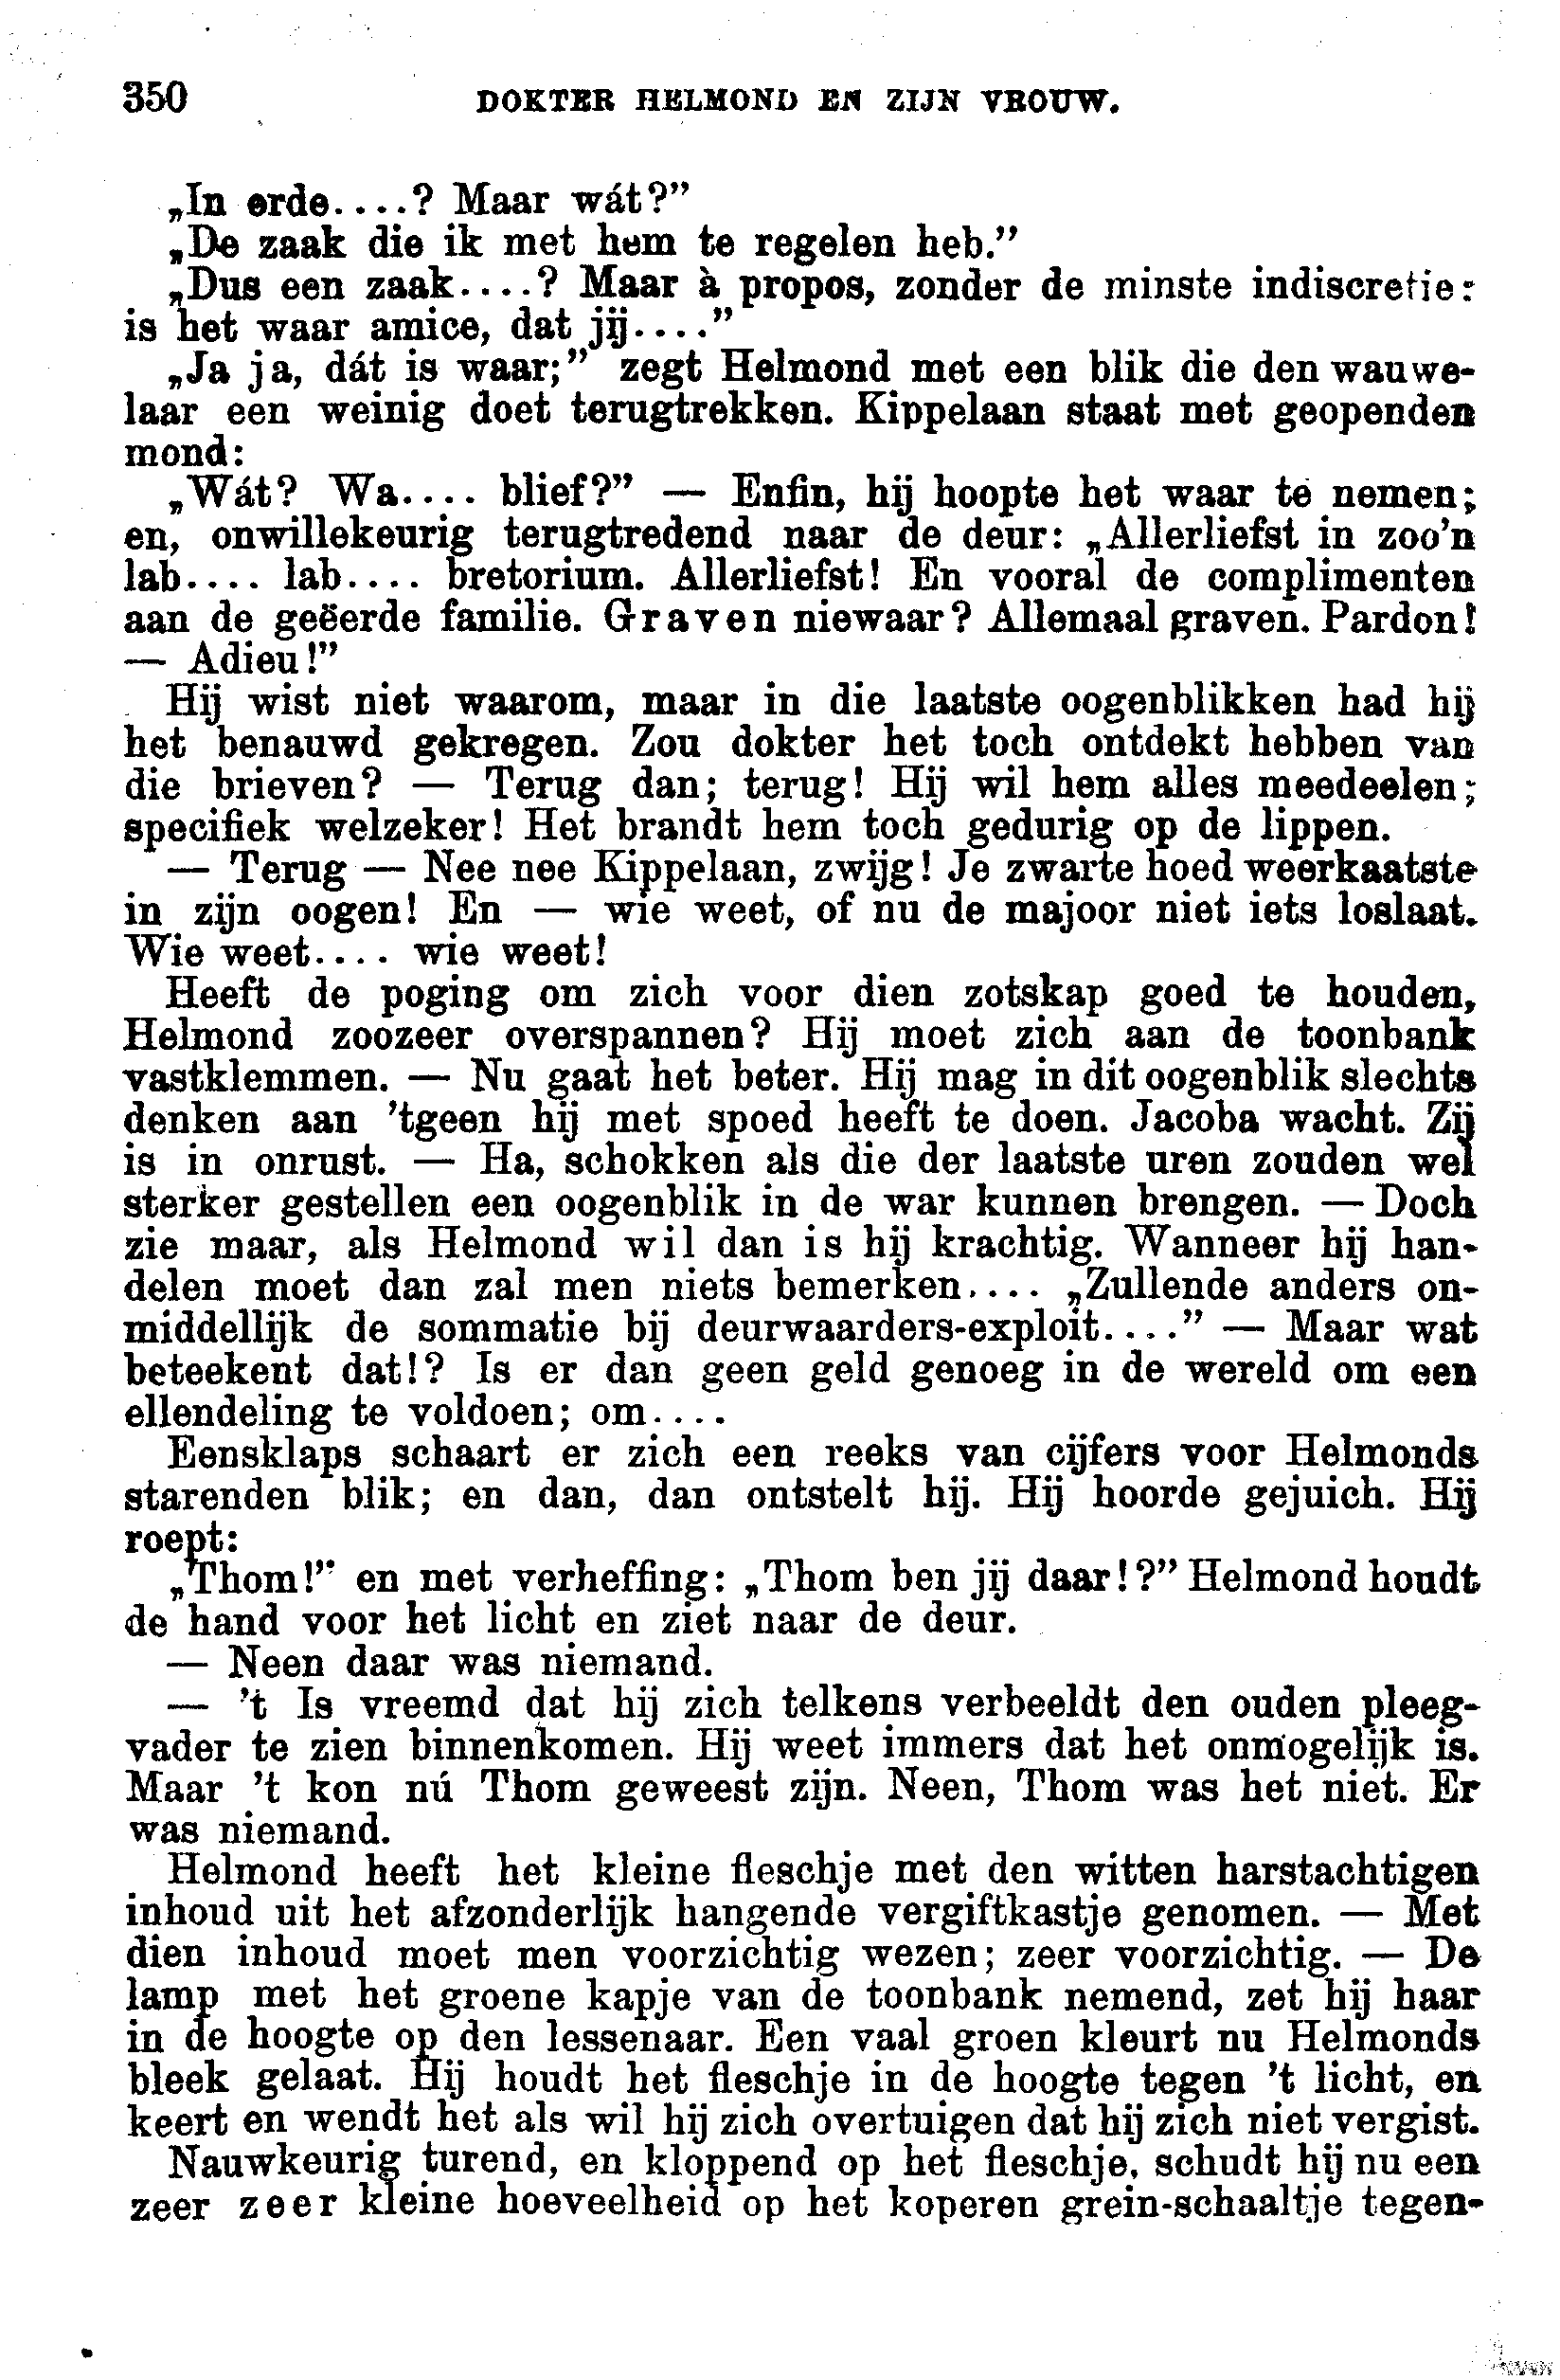 350 DOKTER HELMOND EN ZIJN VROUW.
„In orde....? Maar wát?”
„De zaak die ik met hem te regelen heb.”
„Dus een zaak....? Maar à propos, zonder de minste indiscretie:
is het waar amice, dat jij....”
„Ja ja, dát is waar;” zegt Helmond met een blik die den wauwe-
laar een weinig doet terugtrekken. Kippelaan staat met geopenden
mond:
„Wát? Wa.... blief?” — Enfin, hij hoopte het waar te nemen;
en, onwillekeurig terugtredend naar de deur: „Allerliefst in zoo’n
lab.... lab.... bretorium. Allerliefst! En vooral de complimenten
aan de geëerde familie. Graven niewaar? Allemaal graven. Pardon!
— Adieu!”
Hij wist niet waarom, maar in die laatste oogenblikken had hij
het benauwd gekregen. Zou dokter het toch ontdekt hebben van
die brieven? — Terug dan; terug! Hij wil hem alles meedeelen;
specifiek welzeker! Het brandt hem toch gedurig op de lippen.
— Terug — Nee nee Kippelaan, zwijg! Je zwarte hoed weerkaatste
in zijn oogen! En — wie weet, of nu de majoor niet iets loslaat.
Wie weet.... wie weet!
Heeft de poging om zich voor dien zotskap goed te houden,
Helmond zoozeer overspannen? Hij moet zich aan de toonbank
vastklemmen. — Nu gaat het beter. Hij mag in dit oogenblik slechts
denken aan ’tgeen hij met spoed heeft te doen. Jacoba wacht. Zij
is in onrust. — Ha, schokken als die der laatste uren zouden wel
sterker gestellen een oogenblik in de war kunnen brengen. — Doch
zie maar, als Helmond wil dan is hij krachtig. Wanneer hij han-
delen moet dan zal men niets bemerken.... „Zullende anders on-
middellijk de sommatie bij deurwaarders-exploit....” — Maar wat
beteekent dat!? Is er dan geen geld genoeg in de wereld om een
ellendeling te voldoen; om....
Eensklaps schaart er zich een reeks van cijfers voor Helmonds
starenden blik; en dan, dan ontstelt hij. Hij hoorde gejuich. Hij
roept:
„Thom!” en met verheffing: „Thom ben jij daar!?” Helmond houdt
de hand voor het licht en ziet naar de deur.
— Neen daar was niemand.
— ’t Is vreemd dat hij zich telkens verbeeldt den ouden pleeg-
vader te zien binnenkomen. Hij weet immers dat het onmogelijk is.
Maar ’t kon nú Thom geweest zijn. Neen, Thom was het niet. Er
was niemand.
Helmond heeft het kleine fleschje met den witten harstachtigen
inhoud uit het afzonderlijk hangende vergiftkastje genomen. — Met
dien inhoud moet men voorzichtig wezen; zeer voorzichtig. — De
lamp met het groene kapje van de toonbank nemend, zet hij haar
in de hoogte op den lessenaar. Een vaal groen kleurt nu Helmonds
bleek gelaat. Hij houdt het fleschje in de hoogte tegen ’t licht, en
keert en wendt het als wil hij zich overtuigen dat hij zich niet vergist.
Nauwkeurig turend, en kloppend op het fleschje, schudt hij nu een
zeer zeer kleine hoeveelheid op het koperen grein-schaaltje tegen-